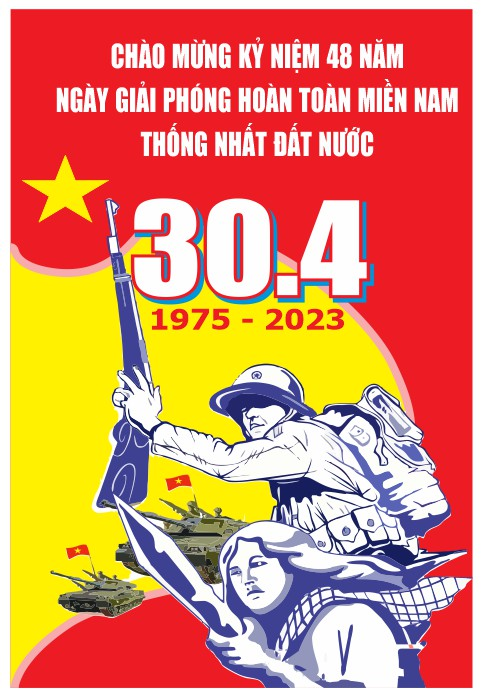 CHÀO MỪNG KỶ NIỆM 48 NĂM
NGÀY GIẢI PHÓNG HOÀN TOÀN MIỀN NAM
THỐNG NHẤT ĐẤT NƯỚC
30.4
1975 - 2023